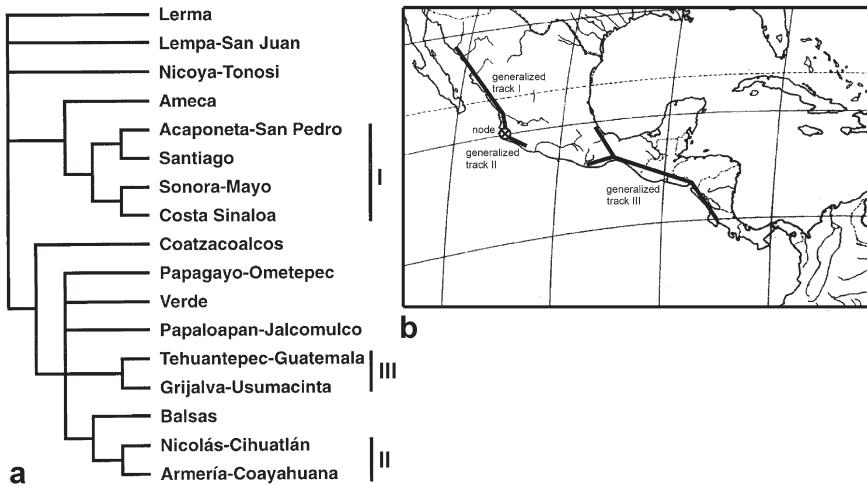 Lerma
Lempa-San Juan
Nicoya-Tonosi
Ameca
Acaponeta-San Pedro
Santiago
Sonora-Mayo
Costa Sinaloa
I
Coatzacoalcos
Papagayo-Ometepec
Verde
Papaloapan-Jalcomulco
Tehuantepec-Guatemala
Grijalva-Usumacinta
III
Balsas
Nicolás-Cihuatlán
Armería-Coayahuana
II
a
generalized
track I
node
generalized
track II
generalized
track III
b